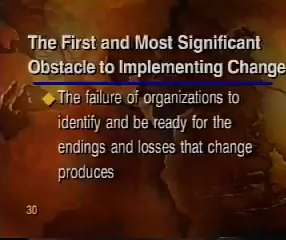 The First and Most Significant
Obstacle to Implementing Change
The failure of organizations to
identify and be ready for the
endings and losses that change
produces
30